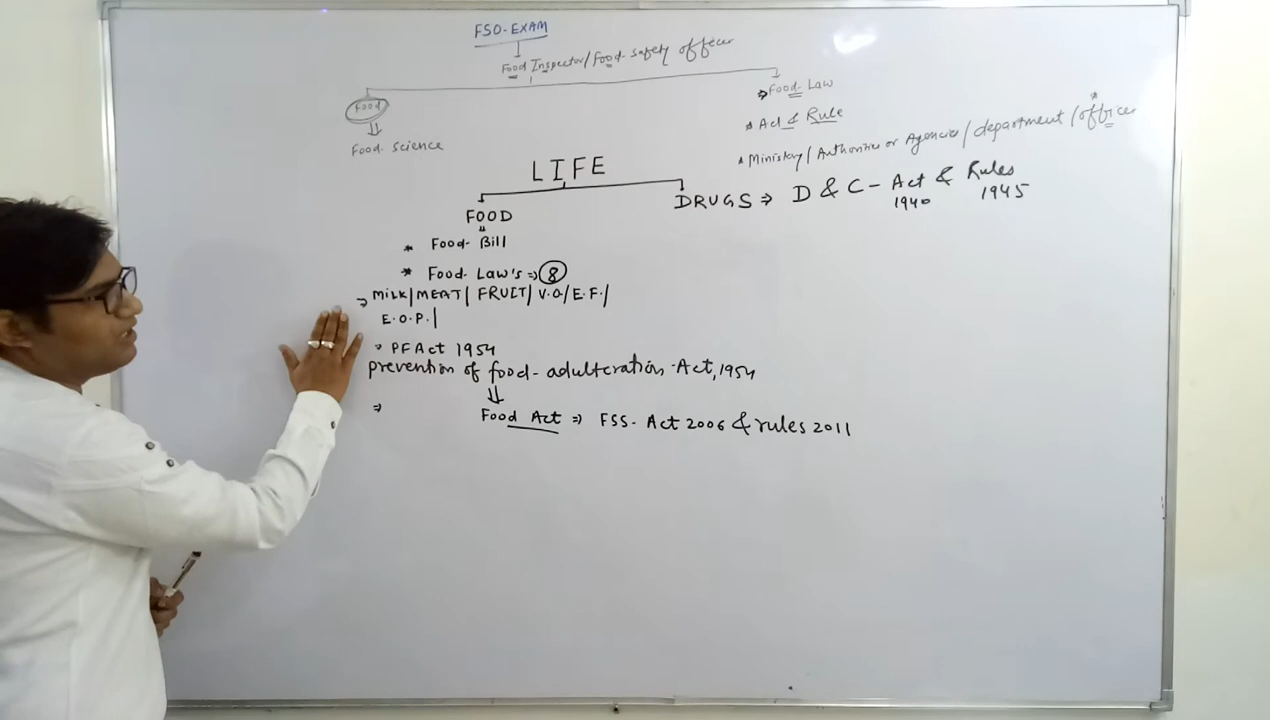 FSO-EXAM
Food Inspector/Food-safety officer
Food
Food-Law
* Act & Rule
Food science
* Ministry/Authorities or Agencies/department/officer
LIFE
FOOD
DRUGS ⇒ D & C - Act & Rules
1940 1945
* Food-Bill
* Food-Law's ⇒ 8
⇒ MILK/MEAT/FRUIT/V.O/E.F./
E.O.P./
PFAct 1954
prevention of food-adulteration-Act,1954
⇒ Food Act ⇒ FSS-Act 2006 & rules 2011